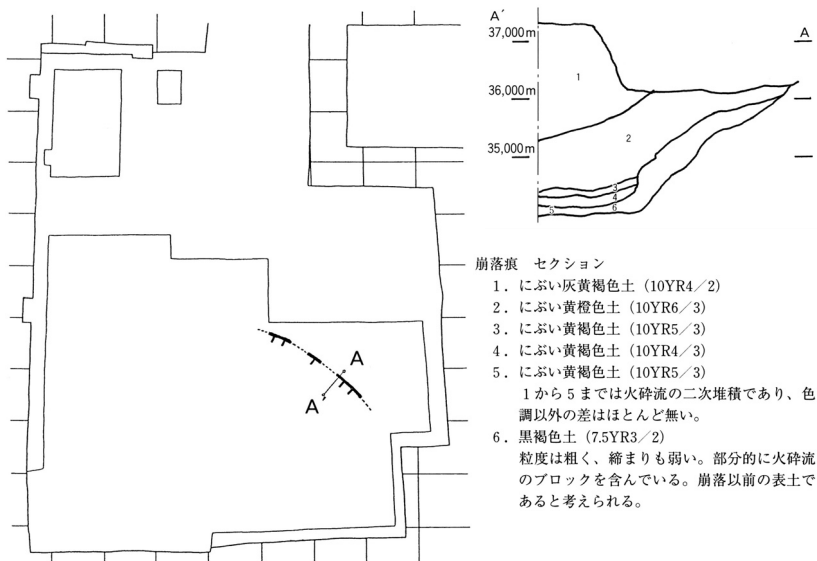 A´
A
37,000m
36,000m
35,000m
1
2
3
4
5
6
A
A´
崩落痕　セクション
1．にぶい灰黄褐色土（10YR4／2）
2．にぶい黄橙色土（10YR6／3）
3．にぶい黄褐色土（10YR5／3）
4．にぶい黄褐色土（10YR4／3）
5．にぶい黄褐色土（10YR5／3）
1から5までは火砕流の二次堆積であり、色
調以外の差はほとんど無い。
6．黒褐色土（7.5YR3／2）
粒度は粗く、締まりも弱い。部分的に火砕流
のブロックを含んでいる。崩落以前の表土で
あると考えられる。